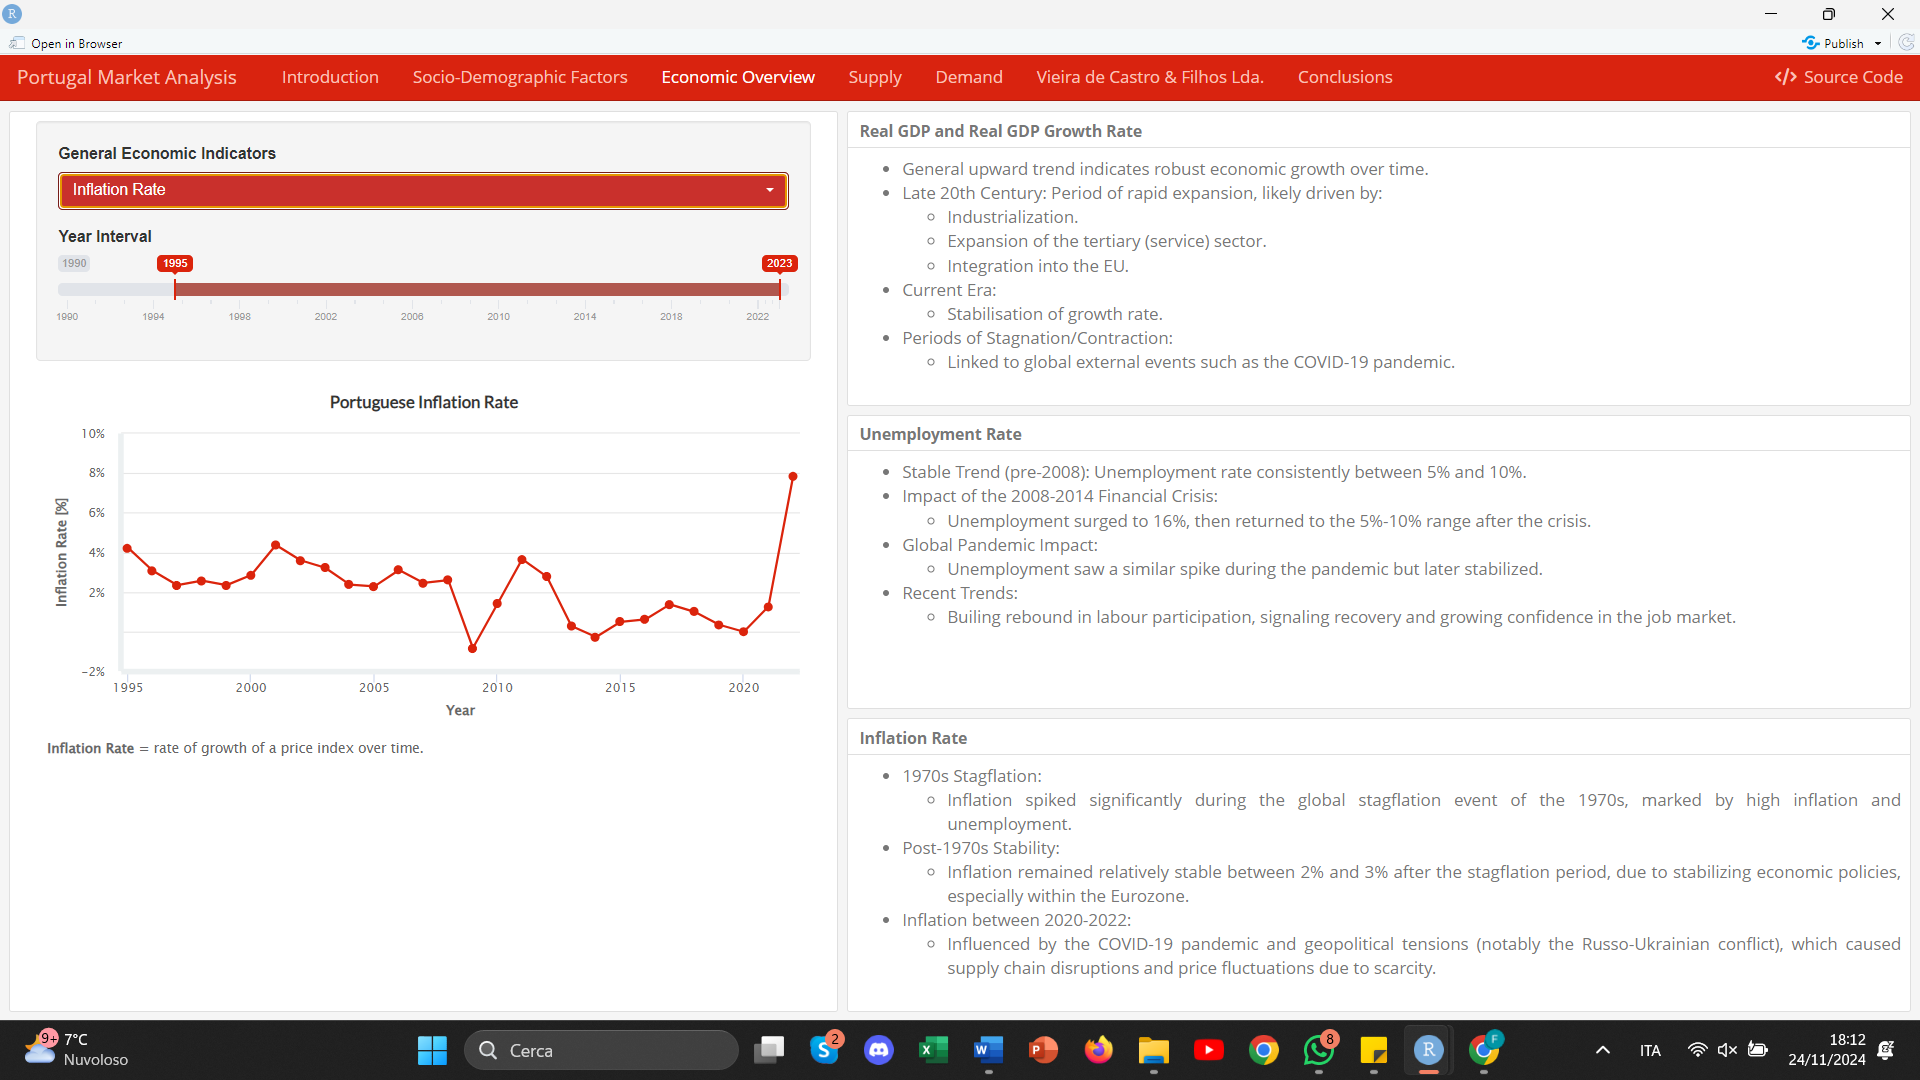 R
Open in Browser
Publish
Portugal Market Analysis
Introduction
Socio-Demographic Factors
Economic Overview
Supply
Demand
Vieira de Castro & Filhos Lda.
Conclusions
</> Source Code
General Economic Indicators
Inflation Rate
Year Interval
1990
1995
2023
1990
1994
1998
2002
2006
2010
2014
2018
2022
Portuguese Inflation Rate
10%
8%
6%
4%
2%
−2%
Inflation Rate [%]
1995
2000
2005
2010
2015
2020
Year
Inflation Rate = rate of growth of a price index over time.
Real GDP and Real GDP Growth Rate
General upward trend indicates robust economic growth over time.
Late 20th Century: Period of rapid expansion, likely driven by:
Industrialization.
Expansion of the tertiary (service) sector.
Integration into the EU.
Current Era:
Stabilisation of growth rate.
Periods of Stagnation/Contraction:
Linked to global external events such as the COVID-19 pandemic.
Unemployment Rate
Stable Trend (pre-2008): Unemployment rate consistently between 5% and 10%.
Impact of the 2008-2014 Financial Crisis:
Unemployment surged to 16%, then returned to the 5%-10% range after the crisis.
Global Pandemic Impact:
Unemployment saw a similar spike during the pandemic but later stabilized.
Recent Trends:
Builing rebound in labour participation, signaling recovery and growing confidence in the job market.
Inflation Rate
1970s Stagflation:
Inflation spiked significantly during the global stagflation event of the 1970s, marked by high inflation and
unemployment.
Post-1970s Stability:
Inflation remained relatively stable between 2% and 3% after the stagflation period, due to stabilizing economic policies,
especially within the Eurozone.
Inflation between 2020-2022:
Influenced by the COVID-19 pandemic and geopolitical tensions (notably the Russo-Ukrainian conflict), which caused
supply chain disruptions and price fluctuations due to scarcity.
9+
7°C
Nuvoloso
Cerca
S
2
X
W
P
8
R
F
ITA
18:12
24/11/2024